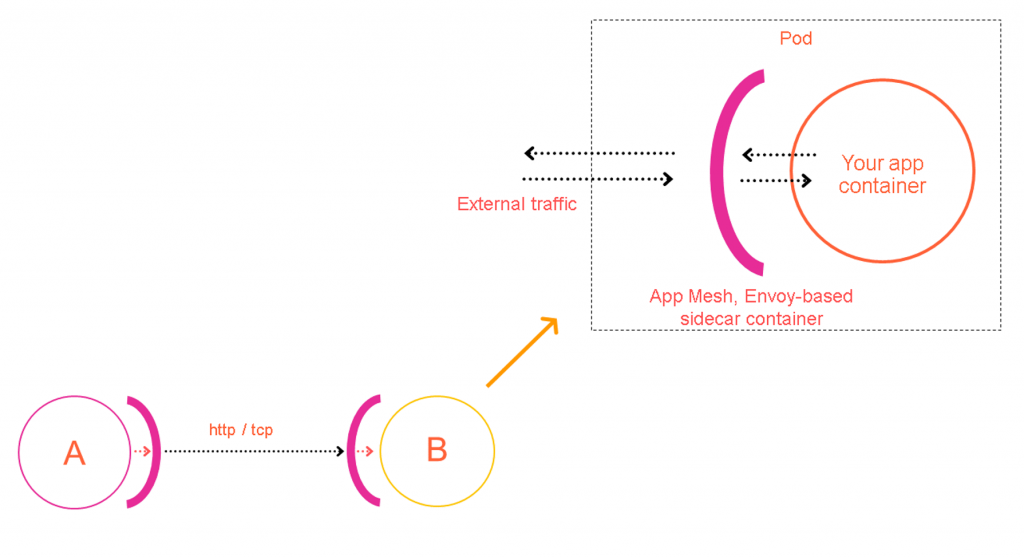 Pod
Your app
container
External traffic
App Mesh, Envoy-based
sidecar container
http / tcp
A
B